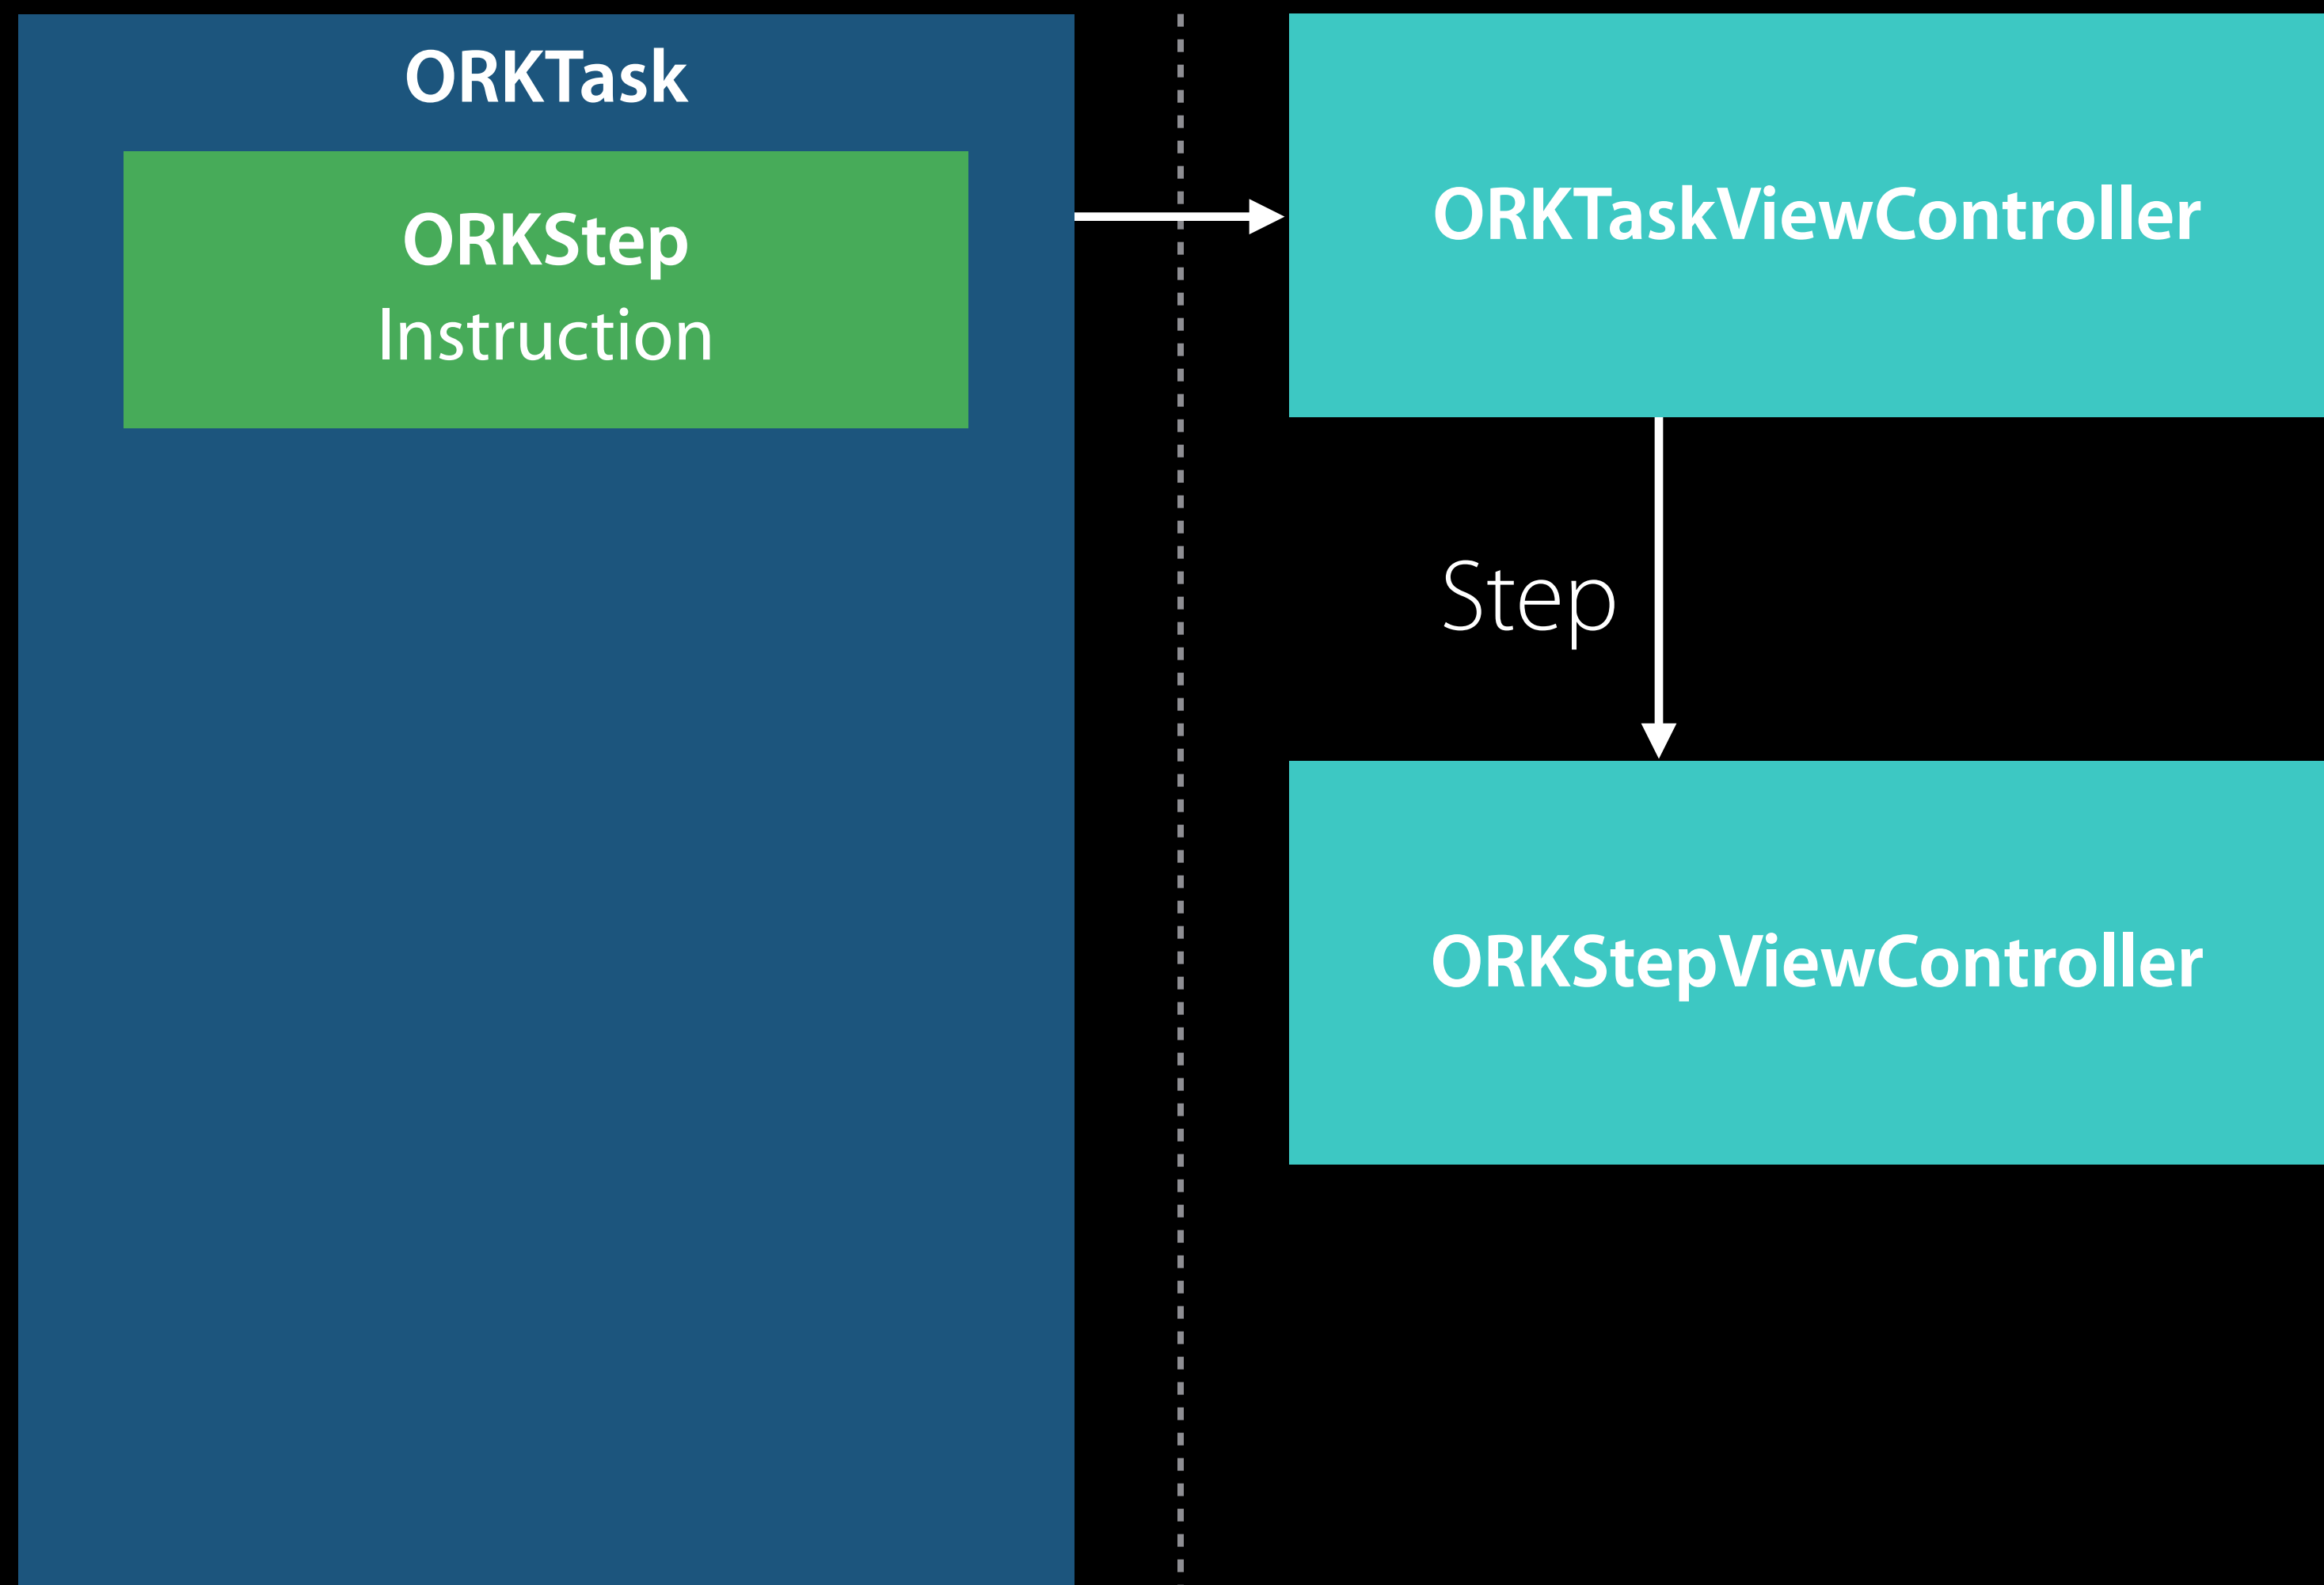 ORKTask
ORKStep
Instruction
ORKTaskViewController
Step
ORKStepViewController